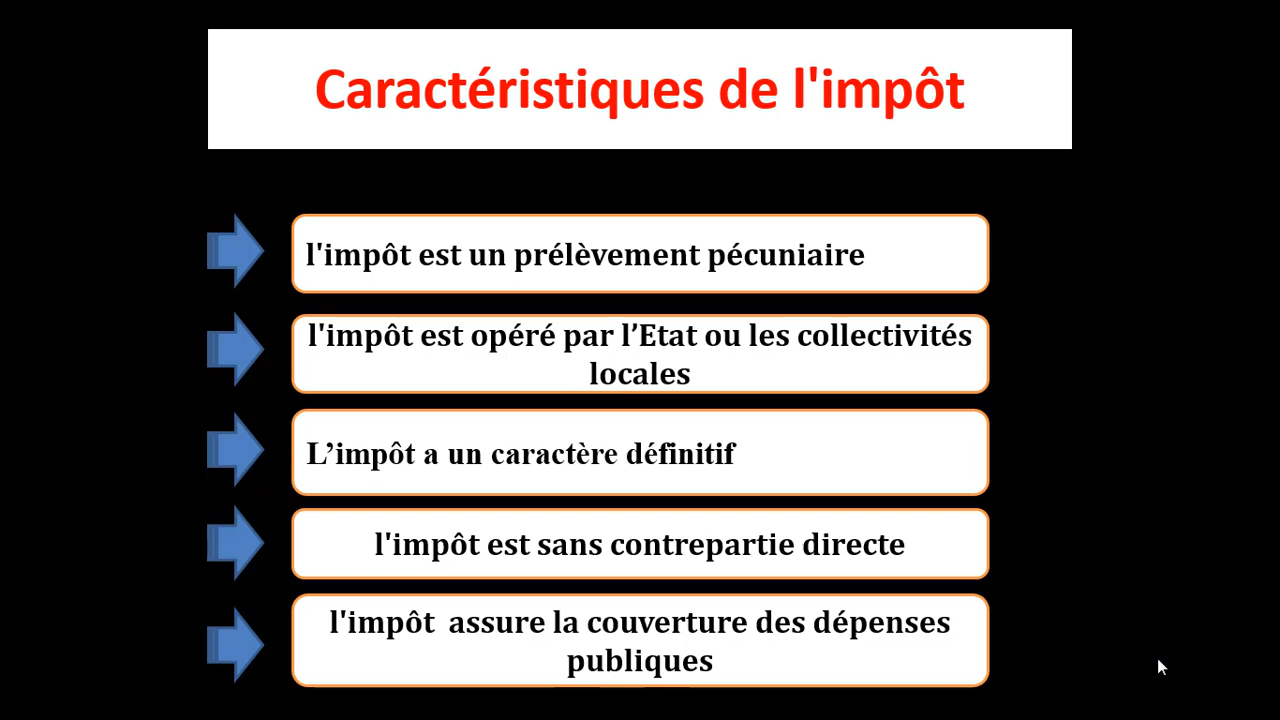 Caractéristiques de l'impôt
l'impôt est un prélèvement pécuniaire
l'impôt est opéré par l’Etat ou les collectivités
locales
L’impôt a un caractère définitif
l'impôt est sans contrepartie directe
l'impôt  assure la couverture des dépenses
publiques